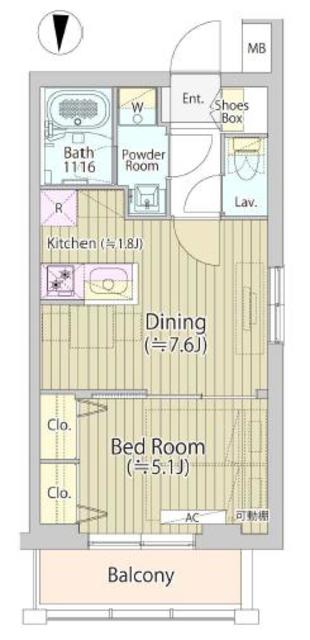 MB
Ent.
Shoes
Box
W
Bath
1116
Powder
Room
Lav.
R
Kitchen (≒1.8J)
Dining
(≒7.6J)
Clo.
Bed Room
(≒5.1J)
Clo.
AC
可動棚
Balcony